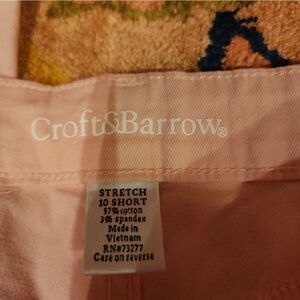 Croft&Barrow®
STRETCH
10 SHORT
97% cotton
3% spandex
Made in
Vietnam
RN#73277
Care on reverse